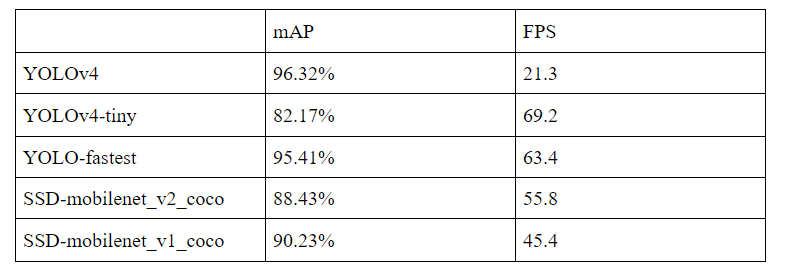 mAP FPS
YOLOv4 96.32% 21.3
YOLOv4-tiny 82.17% 69.2
YOLO-fastest 95.41% 63.4
SSD-mobilenet_v2_coco 88.43% 55.8
SSD-mobilenet_v1_coco 90.23% 45.4